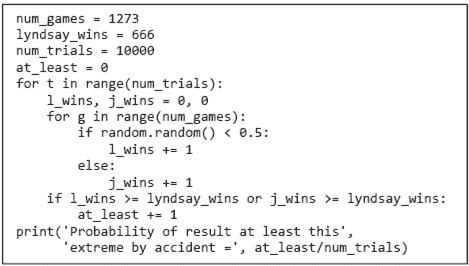 num_games = 1273
lyndsay_wins = 666
num_trials = 10000
at_least = 0
for t in range(num_trials):
    l_wins, j_wins = 0, 0
    for g in range(num_games):
        if random.random() < 0.5:
            l_wins += 1
        else:
            j_wins += 1
    if l_wins >= lyndsay_wins or j_wins >= lyndsay_wins:
        at_least += 1
print('Probability of result at least this',
      'extreme by accident =', at_least/num_trials)